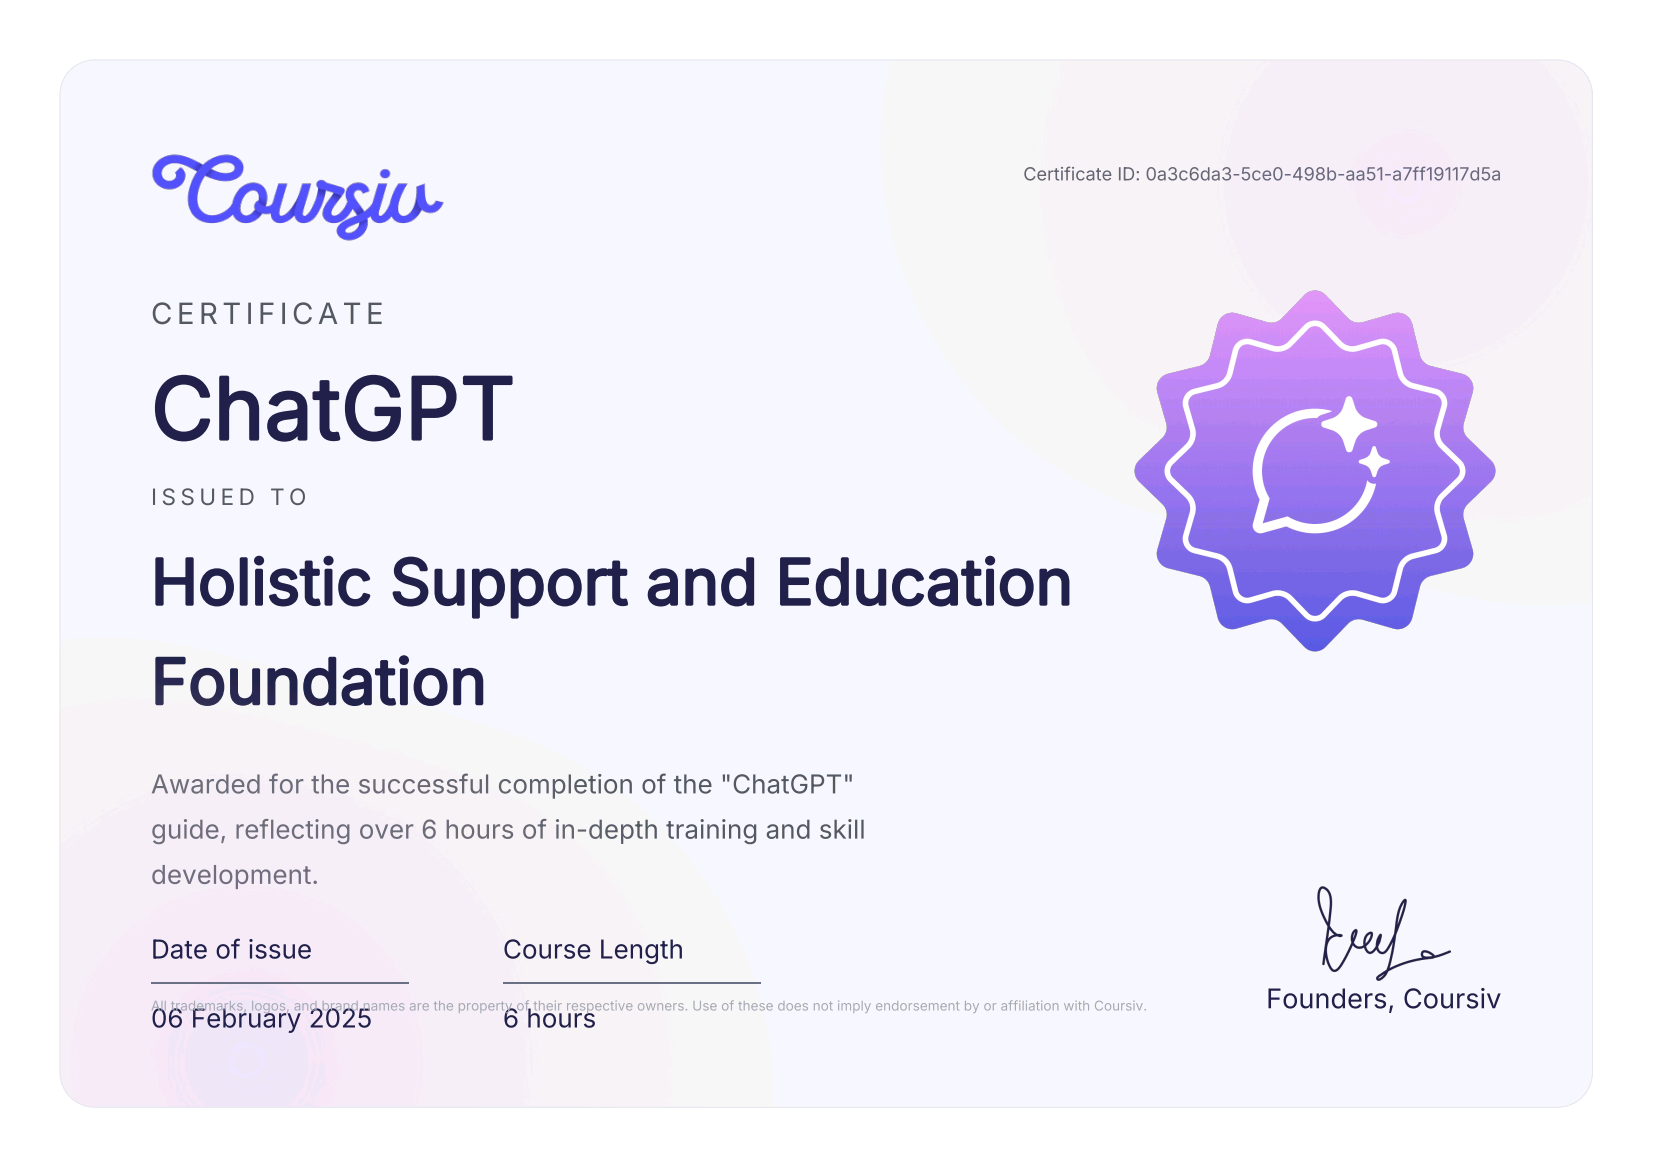 Coursiv
Certificate ID: 0a3c6da3-5ce0-498b-aa51-a7ff19117d5a
CERTIFICATE
ChatGPT
ISSUED TO
Holistic Support and Education
Foundation
Awarded for the successful completion of the "ChatGPT"
guide, reflecting over 6 hours of in-depth training and skill
development.
Date of issue
Course Length
All trademarks, logos, and brand names are the property of their respective owners. Use of these does not imply endorsement by or affiliation with Coursiv.
06 February 2025
6 hours
Founders, Coursiv